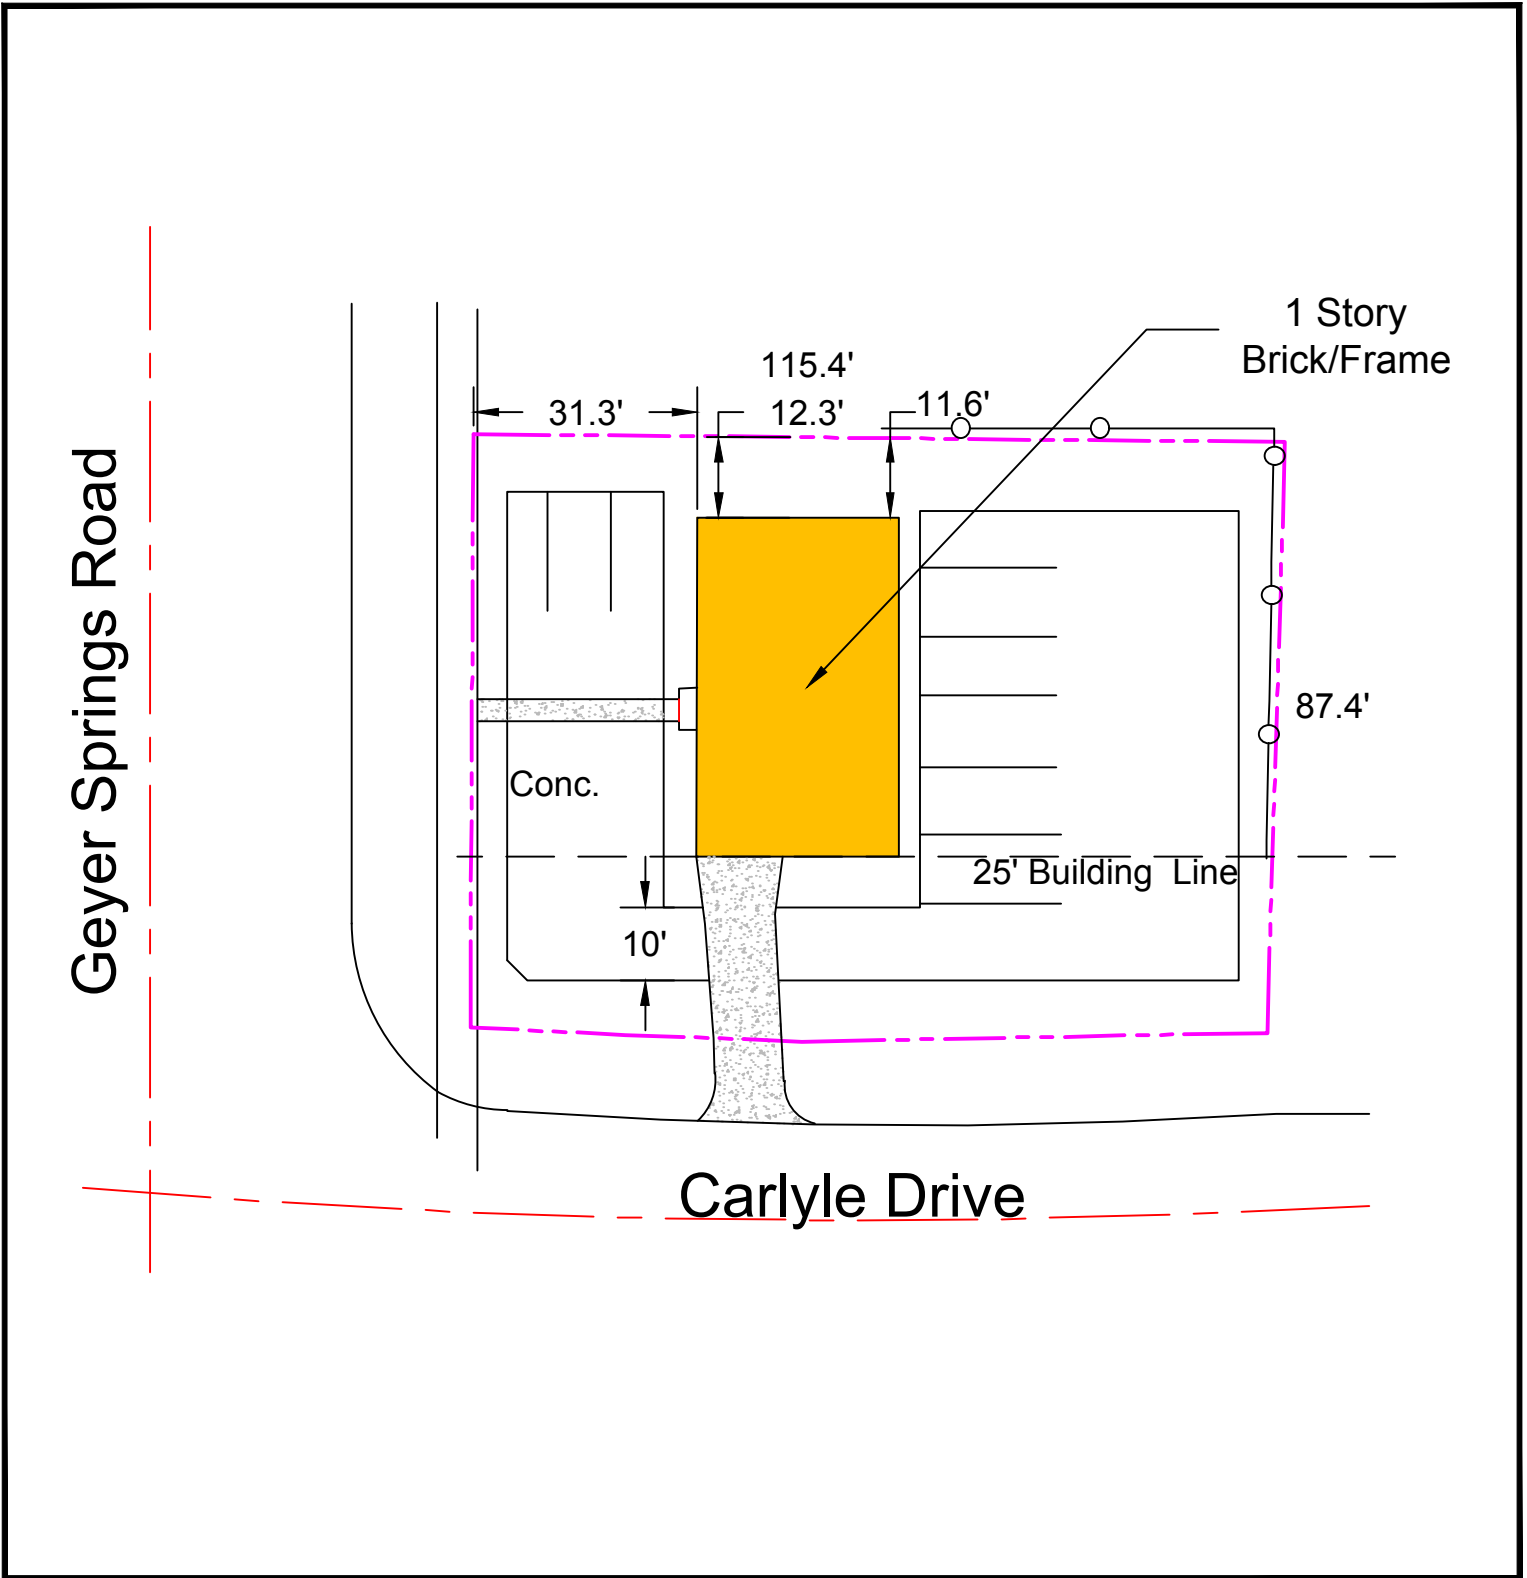 1 Story
Brick/Frame
115.4'
31.3'
12.3'
11.6'
Geyer Springs Road
87.4'
Conc.
25' Building Line
10'
Carlyle Drive